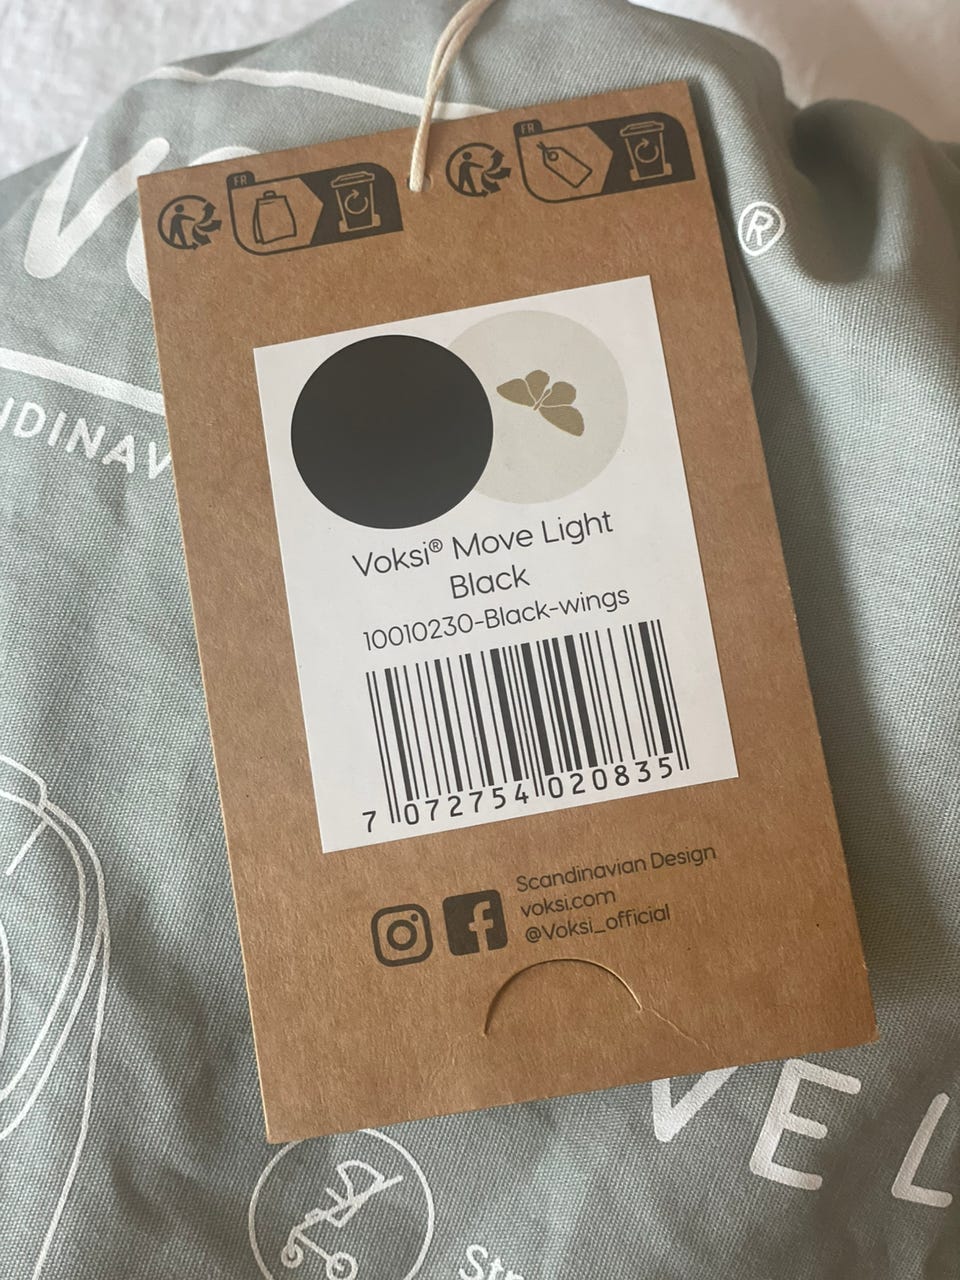 FR
FR
®
Voksi® Move Light
Black
10010230-Black-wings
7 072754 020835
Scandinavian Design
voksi.com
@Voksi_official